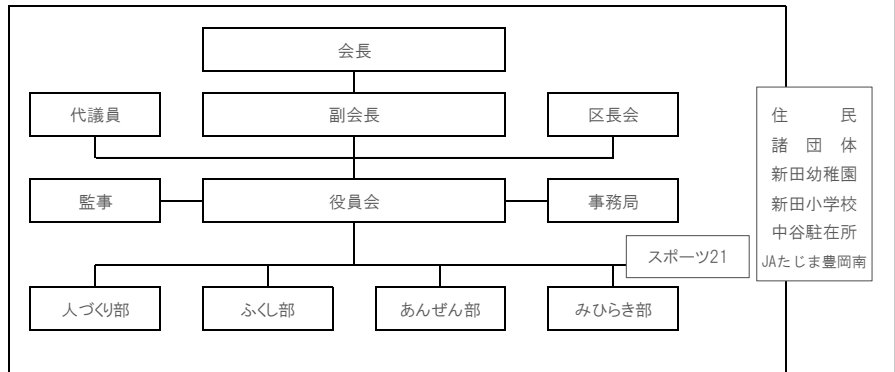 会長
代議員
副会長
区長会
監事
役員会
事務局
スポーツ21
人づくり部
ふくし部
あんぜん部
みひらき部
住民
諸団体
新田幼稚園
新田小学校
中谷駐在所
JAたじま豊岡南